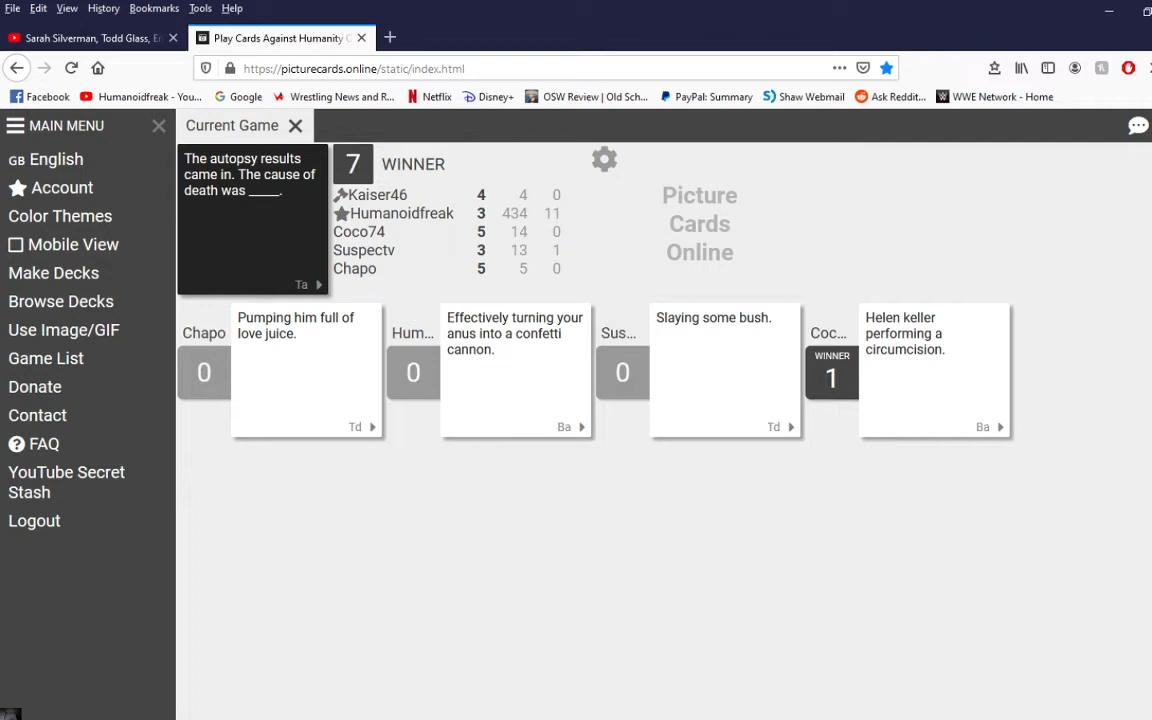 File Edit View History Bookmarks Tools Help
Sarah Silverman, Todd Glass, E
Play Cards Against Humanity O
https://picturecards.online/static/index.html
Facebook Humanoidfreak - You... Google Wrestling News and R... Netflix Disney+ OSW Review | Old Sch... PayPal: Summary Shaw Webmail Ask Reddit... WWE Network - Home
MAIN MENU
Current Game
GB English
Account
Color Themes
Mobile View
Make Decks
Browse Decks
Use Image/GIF
Game List
Donate
Contact
FAQ
YouTube Secret
Stash
Logout
The autopsy results
came in. The cause of
death was _____.
Ta
7 WINNER
Kaiser46 4 4 0
Humanoidfreak 3 434 11
Coco74 5 14 0
Suspectv 3 13 1
Chapo 5 5 0
Picture
Cards
Online
Chapo
0
Pumping him full of
love juice.
Td
Hum...
0
Effectively turning your
anus into a confetti
cannon.
Ba
Sus...
0
Slaying some bush.
Td
Coc...
WINNER
1
Helen keller
performing a
circumcision.
Ba